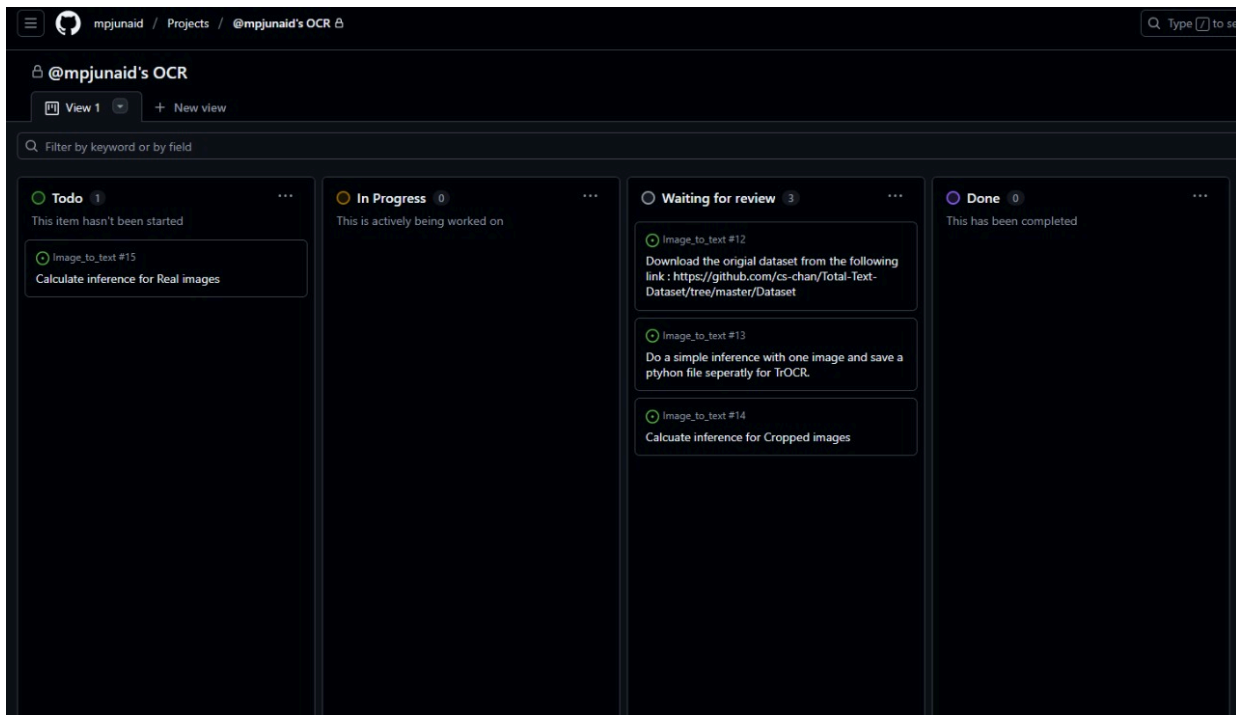 mpjunaid / Projects / @mpjunaid's OCR
Type / to se
@mpjunaid's OCR
View 1
+ New view
Filter by keyword or by field
Todo 1
This item hasn't been started
Image_to_text #15
Calculate inference for Real images
In Progress 0
This is actively being worked on
Waiting for review 3
Image_to_text #12
Download the origial dataset from the following
link : https://github.com/cs-chan/Total-Text-
Dataset/tree/master/Dataset
Image_to_text #13
Do a simple inference with one image and save a
ptyhon file seperatly for TrOCR.
Image_to_text #14
Calcuate inference for Cropped images
Done 0
This has been completed